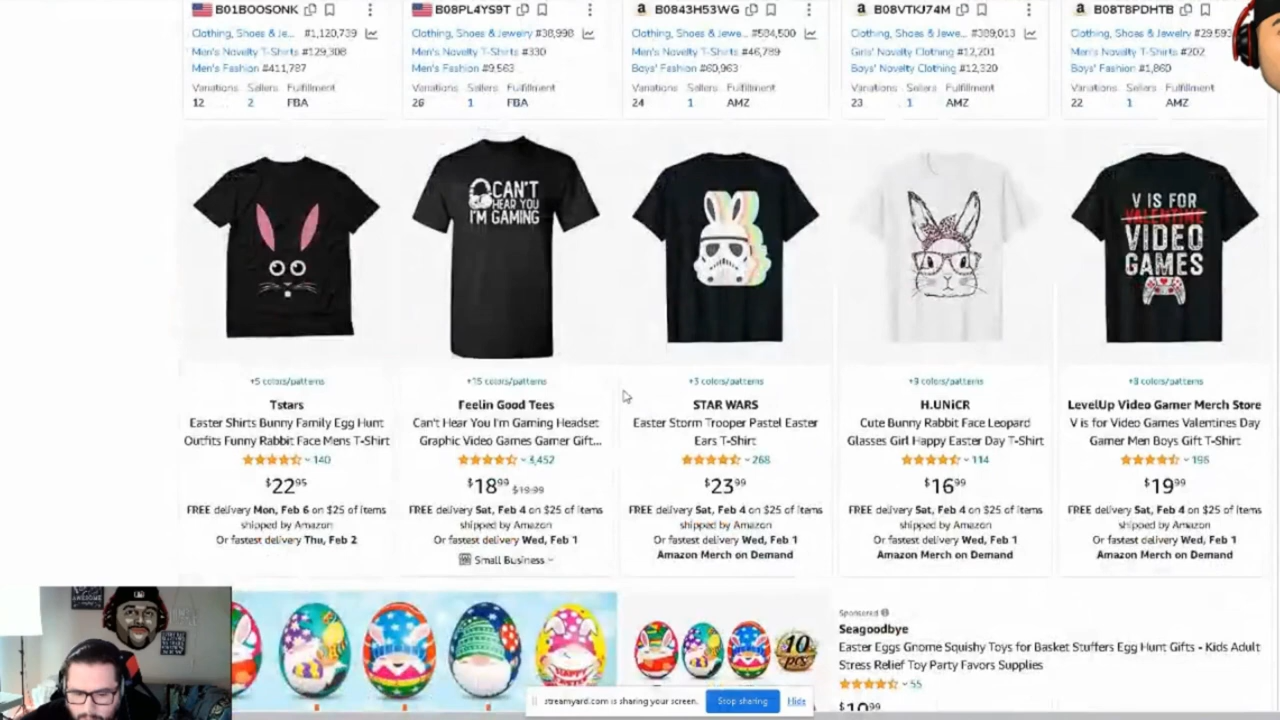 B01BOOSONK
Clothing, Shoes & Je... #1,120,739
Men's Novelty T-Shirts #129,308
Men's Fashion #411,787
Variations Sellers Fulfillment
12 2 FBA
B08PL4YS9T
Clothing, Shoes & Jewelry #38,998
Men's Novelty T-Shirts #330
Men's Fashion #9,563
Variations Sellers Fulfillment
26 1 FBA
B0843H53WG
Clothing, Shoes & Jewe... #584,500
Men's Novelty T-Shirts #46,789
Boys' Fashion #60,963
Variations Sellers Fulfillment
24 1 AMZ
B08VTKJ74M
Clothing, Shoes & Jewe... #389,013
Girls' Novelty Clothing #12,201
Boys' Novelty Clothing #12,320
Variations Sellers Fulfillment
23 1 AMZ
B08T8PDHTB
Clothing, Shoes & Jewelry #29,593
Men's Novelty T-Shirts #202
Boys' Fashion #1,860
Variations Sellers Fulfillment
22 1 AMZ
CAN'T
HEAR YOU
I'M GAMING
V IS FOR
VALENTINE
VIDEO
GAMES
+5 colors/patterns
Tstars
Easter Shirts Bunny Family Egg Hunt
Outfits Funny Rabbit Face Mens T-Shirt
140
$22.95
FREE delivery Mon, Feb 6 on $25 of items
shipped by Amazon
Or fastest delivery Thu, Feb 2
+15 colors/patterns
Feelin Good Tees
Can't Hear You I'm Gaming Headset
Graphic Video Games Gamer Gift...
3,452
$18.99 $19.99
FREE delivery Sat, Feb 4 on $25 of items
shipped by Amazon
Or fastest delivery Wed, Feb 1
Small Business
+3 colors/patterns
STAR WARS
Easter Storm Trooper Pastel Easter
Ears T-Shirt
268
$23.99
FREE delivery Sat, Feb 4 on $25 of items
shipped by Amazon
Or fastest delivery Wed, Feb 1
Amazon Merch on Demand
+9 colors/patterns
H.UNiCR
Cute Bunny Rabbit Face Leopard
Glasses Girl Happy Easter Day T-Shirt
114
$16.99
FREE delivery Sat, Feb 4 on $25 of items
shipped by Amazon
Or fastest delivery Wed, Feb 1
Amazon Merch on Demand
+8 colors/patterns
LevelUp Video Gamer Merch Store
V is for Video Games Valentines Day
Gamer Men Boys Gift T-Shirt
196
$19.99
FREE delivery Sat, Feb 4 on $25 of items
shipped by Amazon
Or fastest delivery Wed, Feb 1
Amazon Merch on Demand
10
pcs
Sponsored
Seagoodbye
Easter Eggs Gnome Squishy Toys for Basket Stuffers Egg Hunt Gifts - Kids Adult
Stress Relief Toy Party Favors Supplies
55
$10.99
streamyard.com is sharing your screen.
Stop sharing
Hide